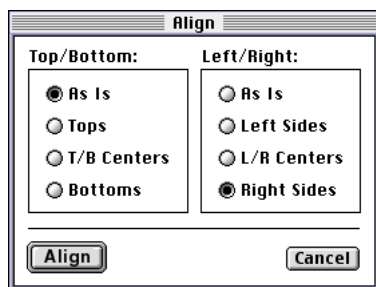 Align
Top/Bottom:
As Is
Tops
T/B Centers
Bottoms
Left/Right:
As Is
Left Sides
L/R Centers
Right Sides
Align
Cancel